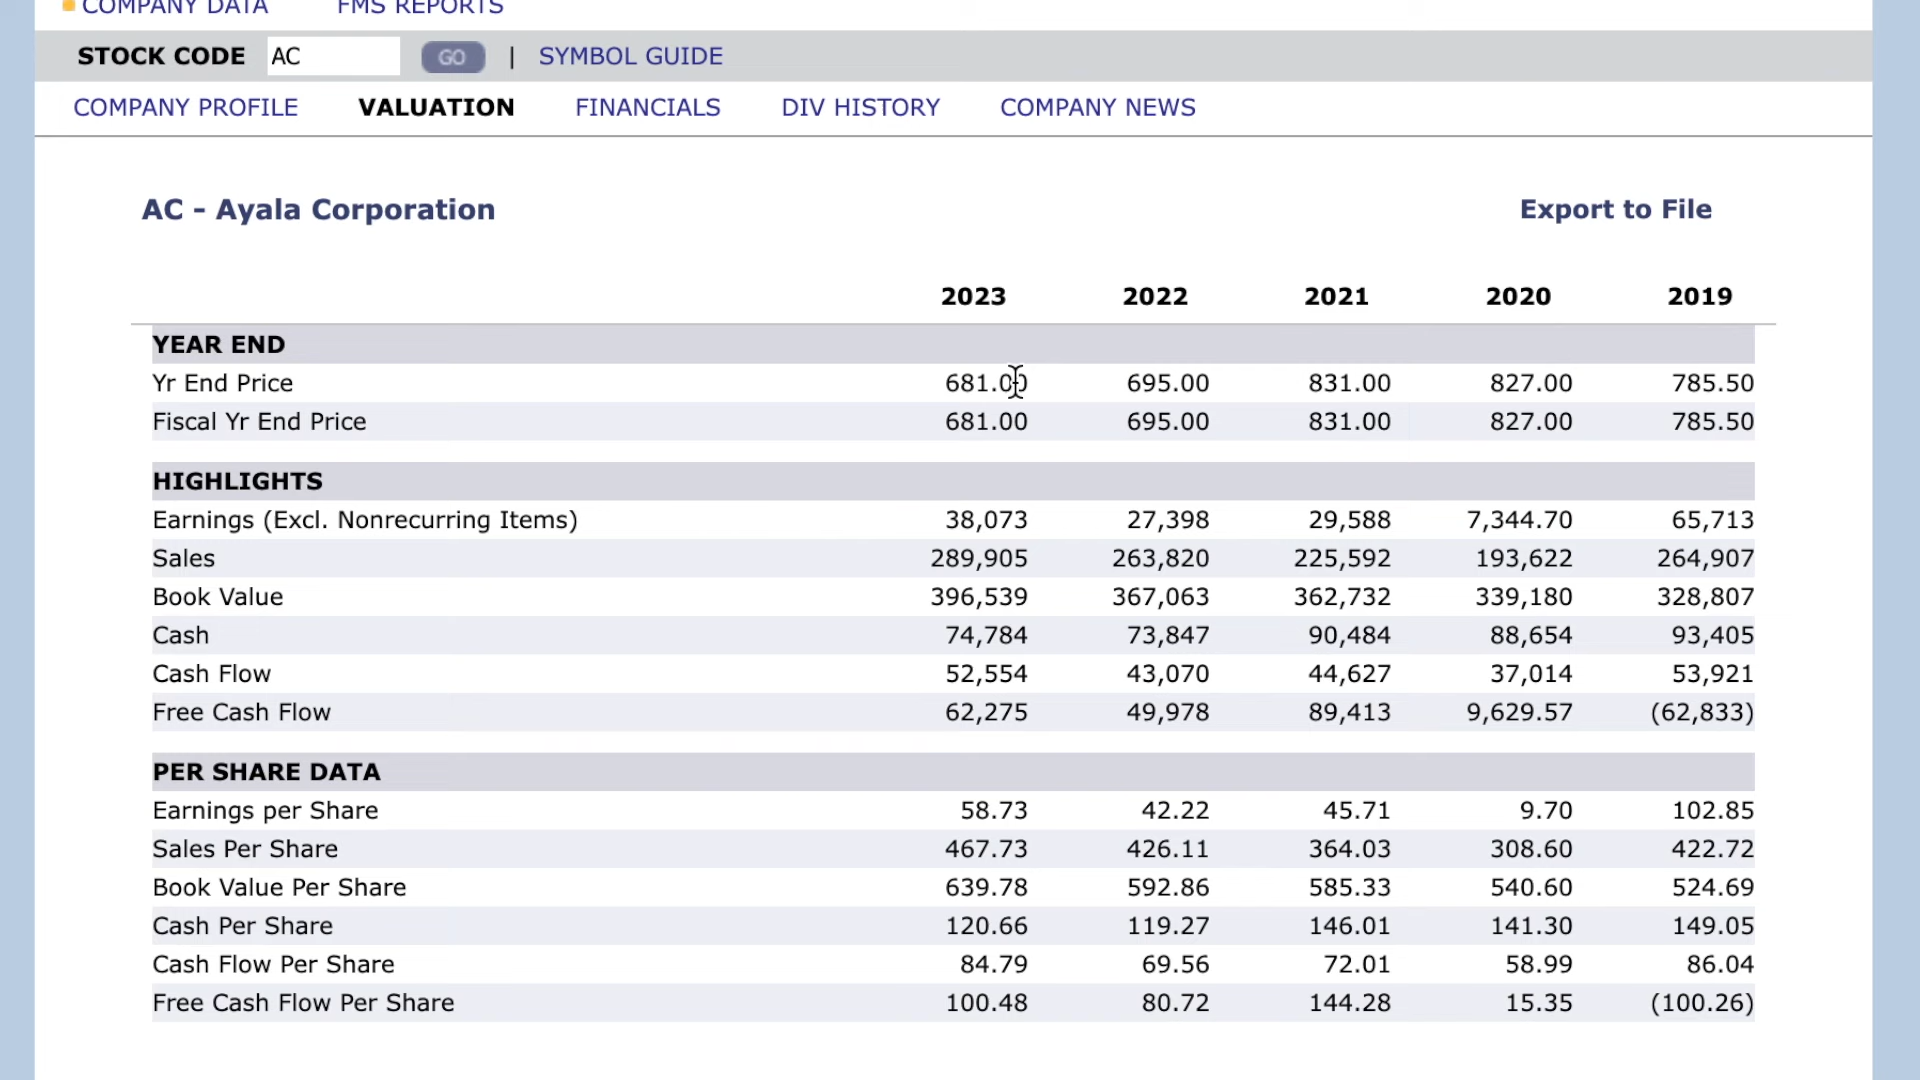 COMPANY DATA FMS REPORTS
STOCK CODE AC GO | SYMBOL GUIDE
COMPANY PROFILE VALUATION FINANCIALS DIV HISTORY COMPANY NEWS
AC - Ayala Corporation Export to File
2023 2022 2021 2020 2019
YEAR END
Yr End Price 681.00 695.00 831.00 827.00 785.50
Fiscal Yr End Price 681.00 695.00 831.00 827.00 785.50
HIGHLIGHTS
Earnings (Excl. Nonrecurring Items) 38,073 27,398 29,588 7,344.70 65,713
Sales 289,905 263,820 225,592 193,622 264,907
Book Value 396,539 367,063 362,732 339,180 328,807
Cash 74,784 73,847 90,484 88,654 93,405
Cash Flow 52,554 43,070 44,627 37,014 53,921
Free Cash Flow 62,275 49,978 89,413 9,629.57 (62,833)
PER SHARE DATA
Earnings per Share 58.73 42.22 45.71 9.70 102.85
Sales Per Share 467.73 426.11 364.03 308.60 422.72
Book Value Per Share 639.78 592.86 585.33 540.60 524.69
Cash Per Share 120.66 119.27 146.01 141.30 149.05
Cash Flow Per Share 84.79 69.56 72.01 58.99 86.04
Free Cash Flow Per Share 100.48 80.72 144.28 15.35 (100.26)